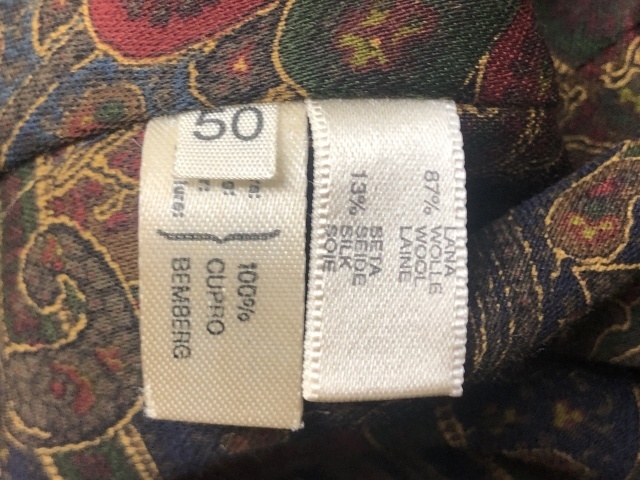 50
100%
CUPRO
BEMBERG
87%
LANA
WOLLE
WOOL
LAINE
13%
SETA
SEIDE
SILK
SOIE